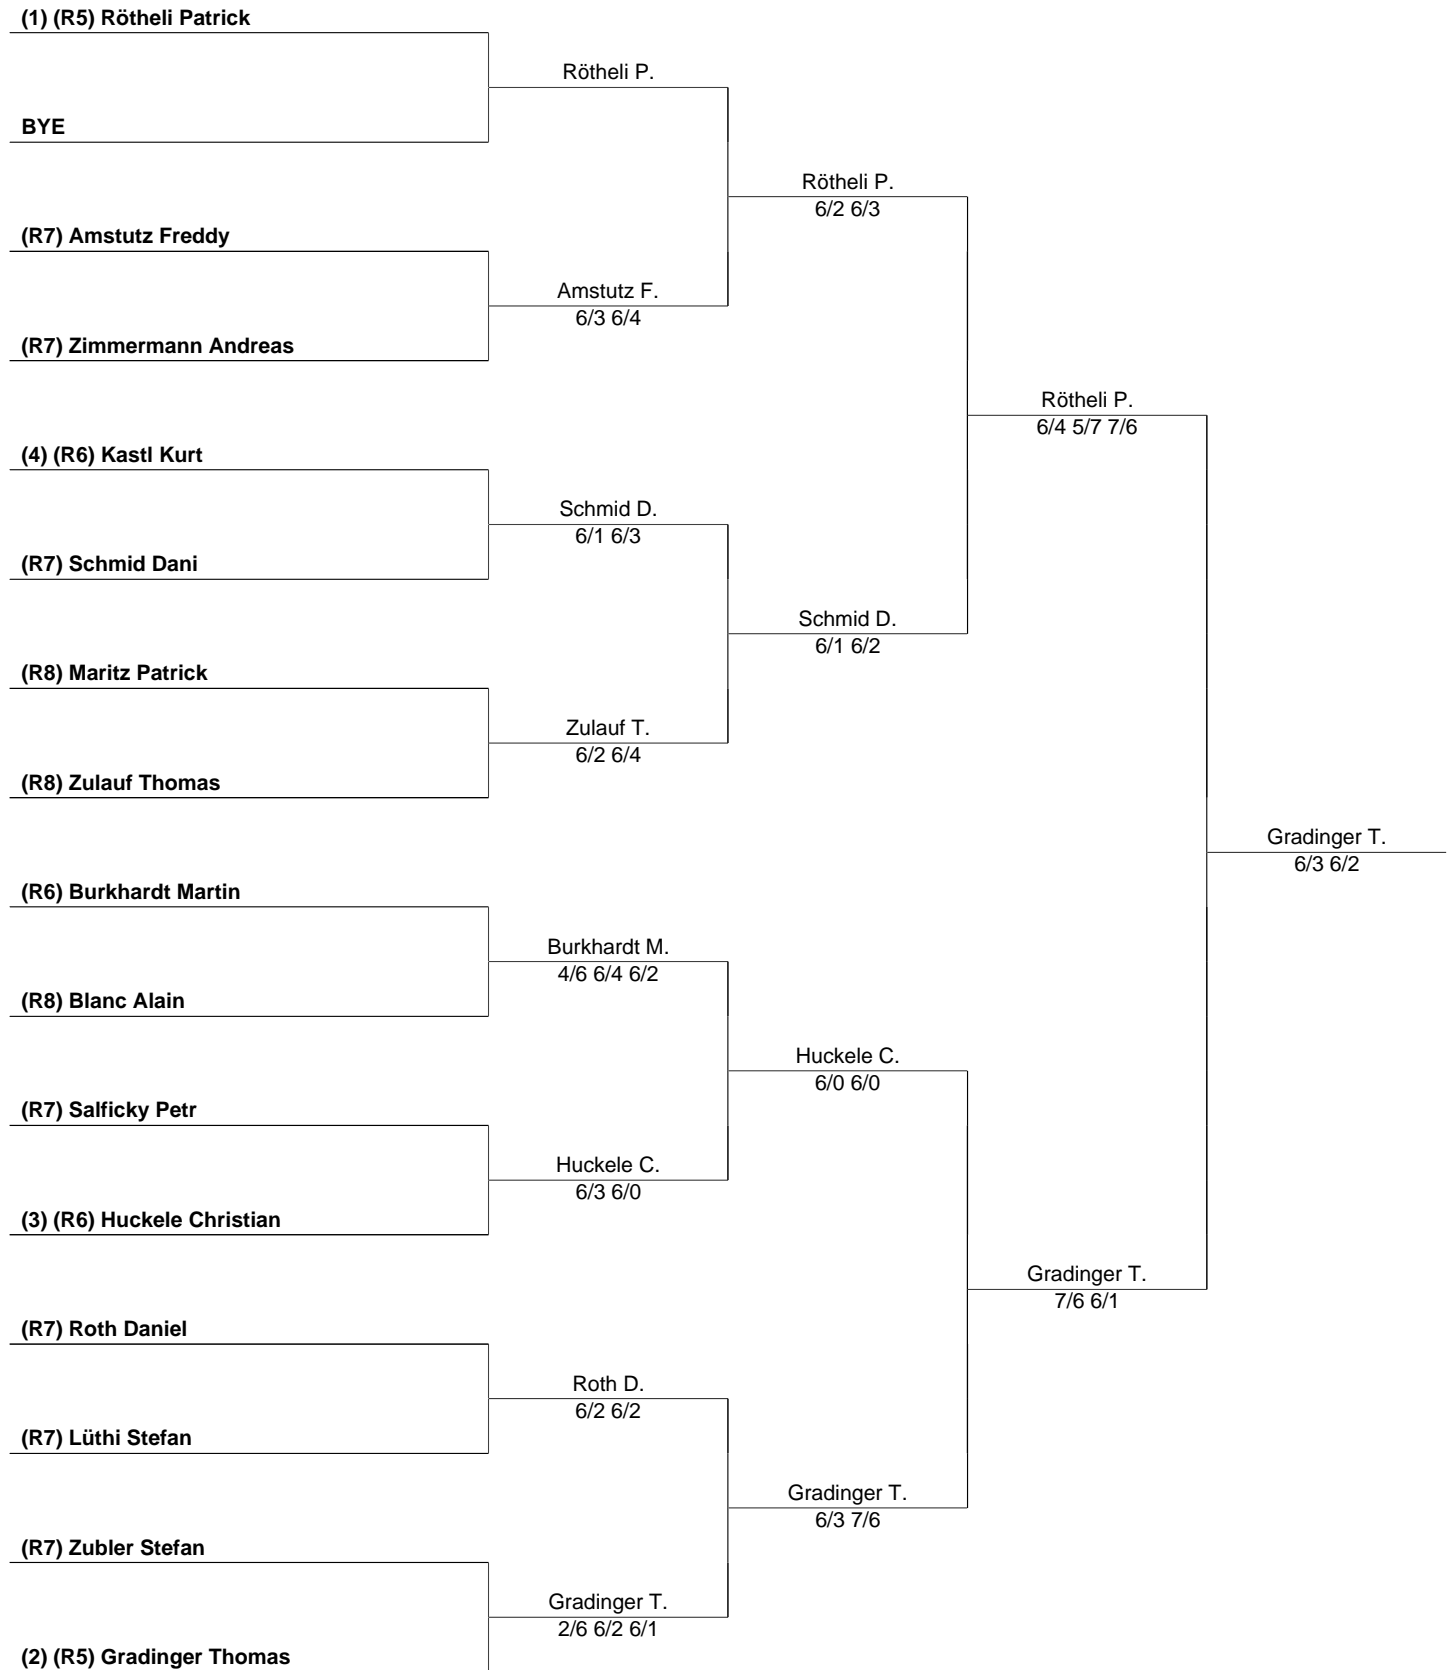 (1) (R5) Rötheli Patrick
Rötheli P.
BYE
Rötheli P.
6/2 6/3
(R7) Amstutz Freddy
Amstutz F.
6/3 6/4
(R7) Zimmermann Andreas
Rötheli P.
6/4 5/7 7/6
(4) (R6) Kastl Kurt
Schmid D.
6/1 6/3
(R7) Schmid Dani
Schmid D.
6/1 6/2
(R8) Maritz Patrick
Zulauf T.
6/2 6/4
(R8) Zulauf Thomas
Gradinger T.
6/3 6/2
(R6) Burkhardt Martin
Burkhardt M.
4/6 6/4 6/2
(R8) Blanc Alain
Huckele C.
6/0 6/0
(R7) Salficky Petr
Huckele C.
6/3 6/0
(3) (R6) Huckele Christian
Gradinger T.
7/6 6/1
(R7) Roth Daniel
Roth D.
6/2 6/2
(R7) Lüthi Stefan
Gradinger T.
6/3 7/6
(R7) Zubler Stefan
Gradinger T.
2/6 6/2 6/1
(2) (R5) Gradinger Thomas